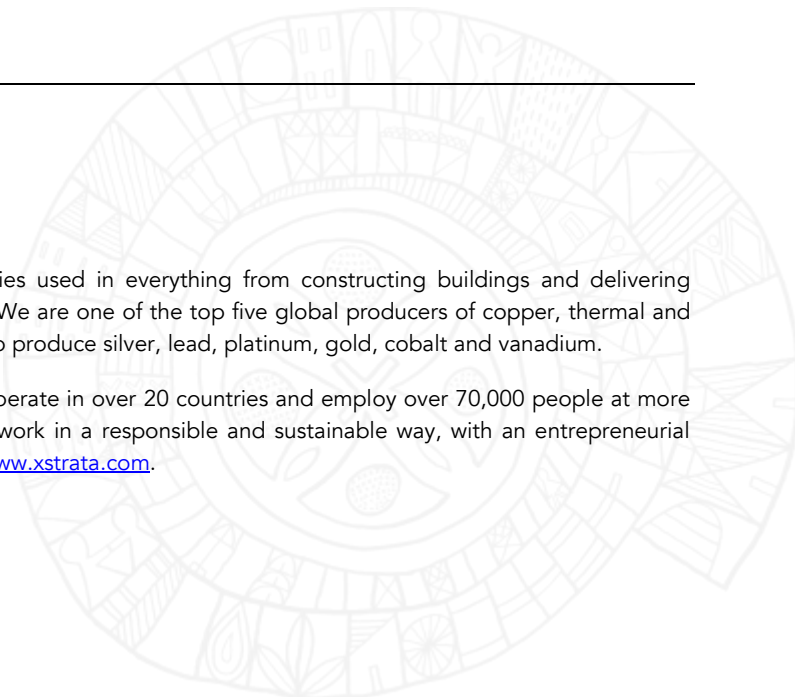 ies used in everything from constructing buildings and delivering
We are one of the top five global producers of copper, thermal and
o produce silver, lead, platinum, gold, cobalt and vanadium.
perate in over 20 countries and employ over 70,000 people at more
work in a responsible and sustainable way, with an entrepreneurial
ww.xstrata.com.